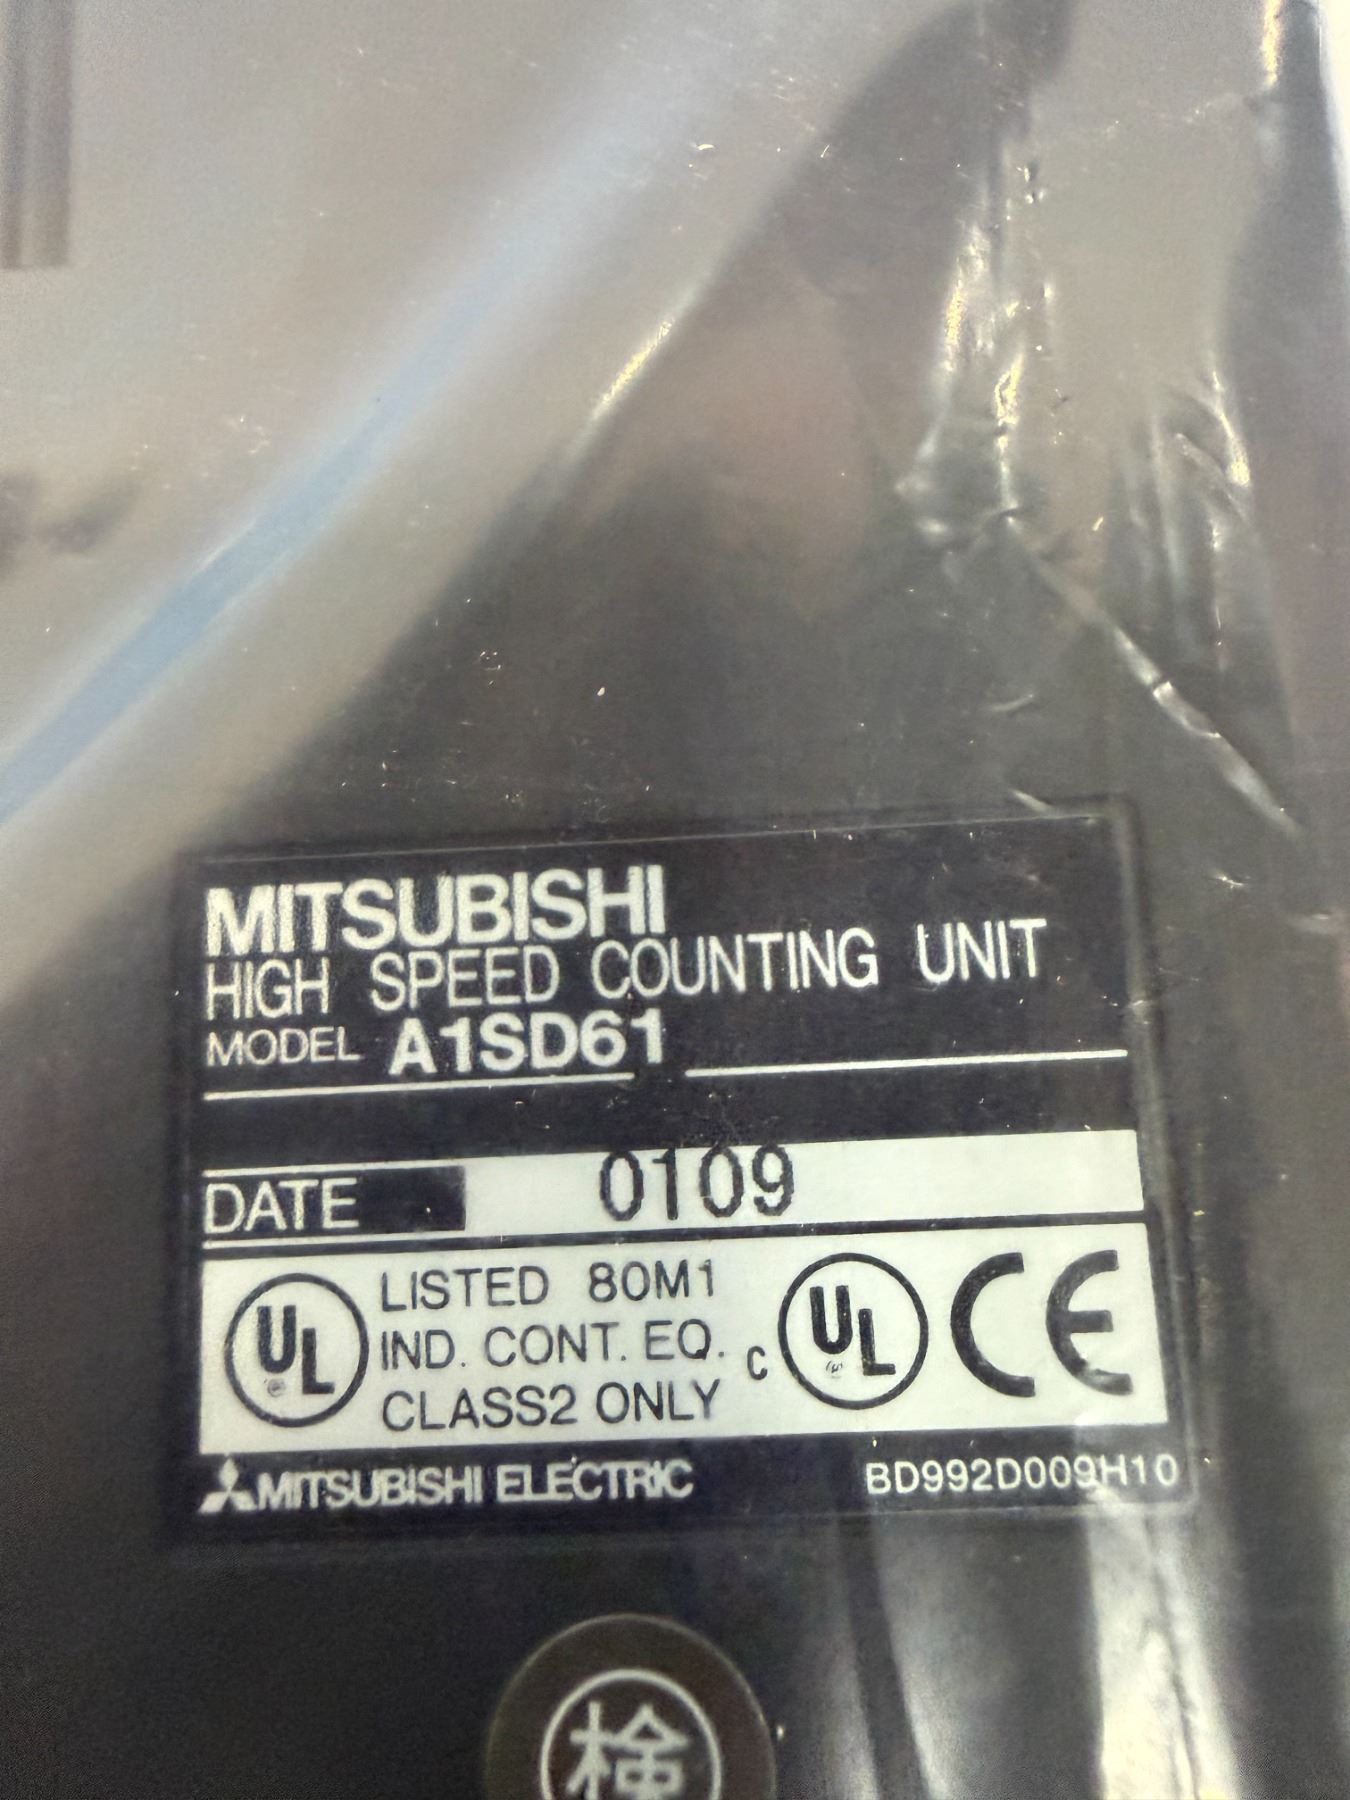 MITSUBISHI
HIGH SPEED COUNTING UNIT
MODEL A1SD61
DATE 0109
UL LISTED 80M1
IND. CONT. EQ.
CLASS2 ONLY
c UL CE
MITSUBISHI ELECTRIC BD992D009H10
検